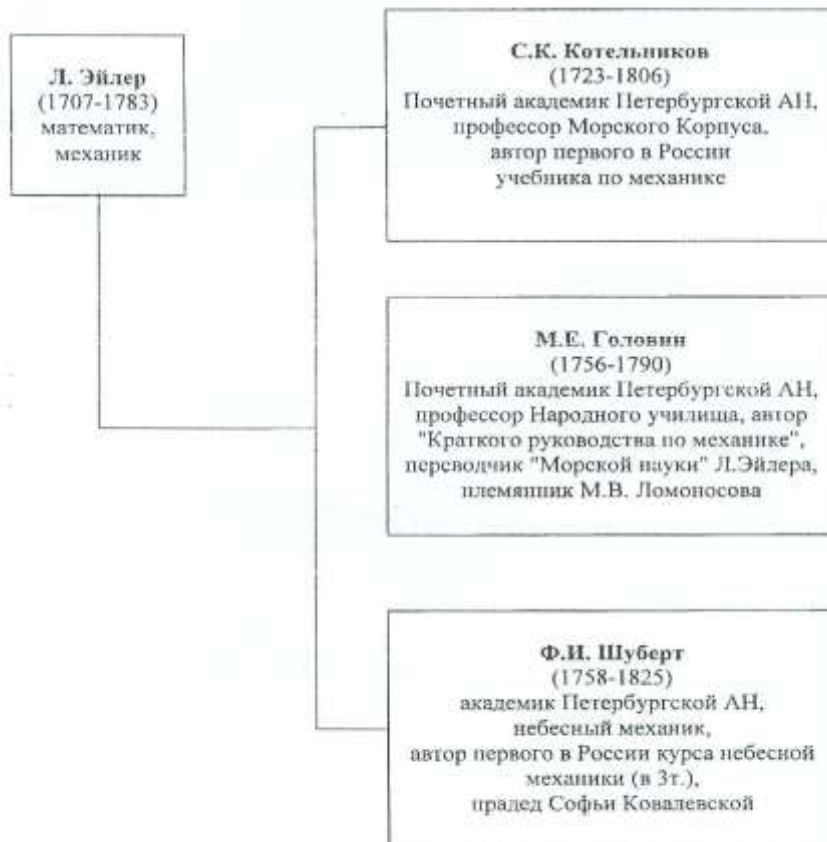 Л. Эйлер
(1707-1783)
математик,
механик
С.К. Котельников
(1723-1806)
Почетный академик Петербургской АН,
профессор Морского Корпуса,
автор первого в России
учебника по механике
М.Е. Головин
(1756-1790)
Почетный академик Петербургской АН,
профессор Народного училища, автор
"Краткого руководства по механике",
переводчик "Морской науки" Л.Эйлера,
племянник М.В. Ломоносова
Ф.И. Шуберт
(1758-1825)
академик Петербургской АН,
небесный механик,
автор первого в России курса небесной
механики (в 3т.),
прадед Софьи Ковалевской